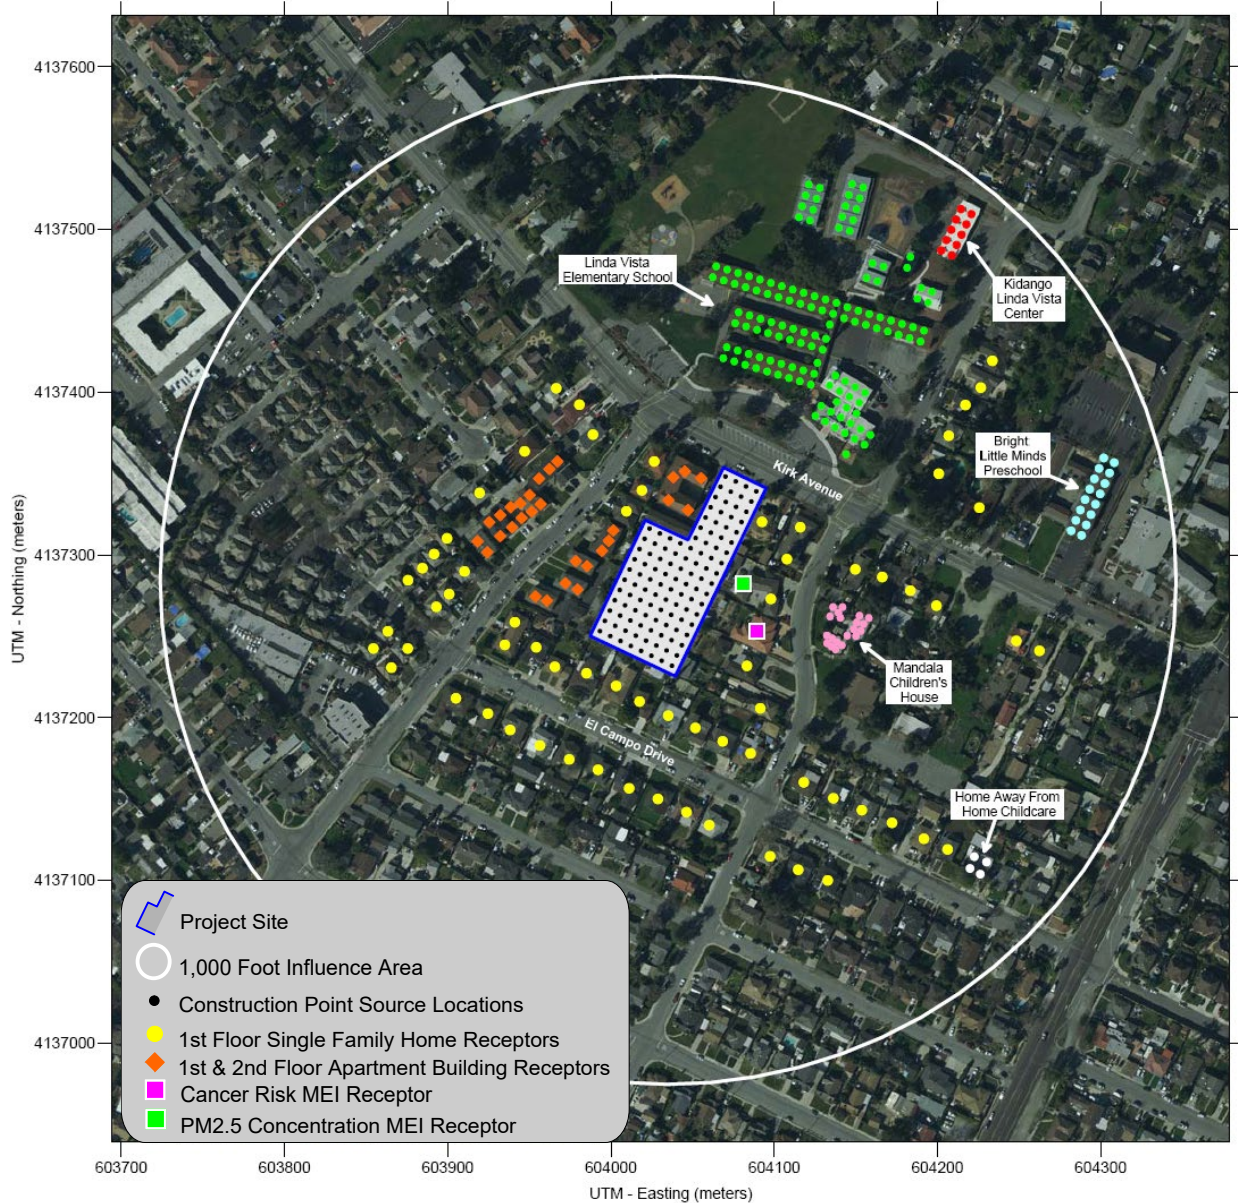 4137600
4137500
4137400
4137300
4137200
4137100
4137000
UTM - Northing (meters)
Linda Vista
Elementary School
Kidango
Linda Vista
Center
Bright
Little Minds
Preschool
Kirk Avenue
Mandala
Children's
House
El Campo Drive
Home Away From
Home Childcare
Project Site
1,000 Foot Influence Area
Construction Point Source Locations
1st Floor Single Family Home Receptors
1st & 2nd Floor Apartment Building Receptors
Cancer Risk MEI Receptor
PM2.5 Concentration MEI Receptor
603700
603800
603900
604000
604100
604200
604300
UTM - Easting (meters)